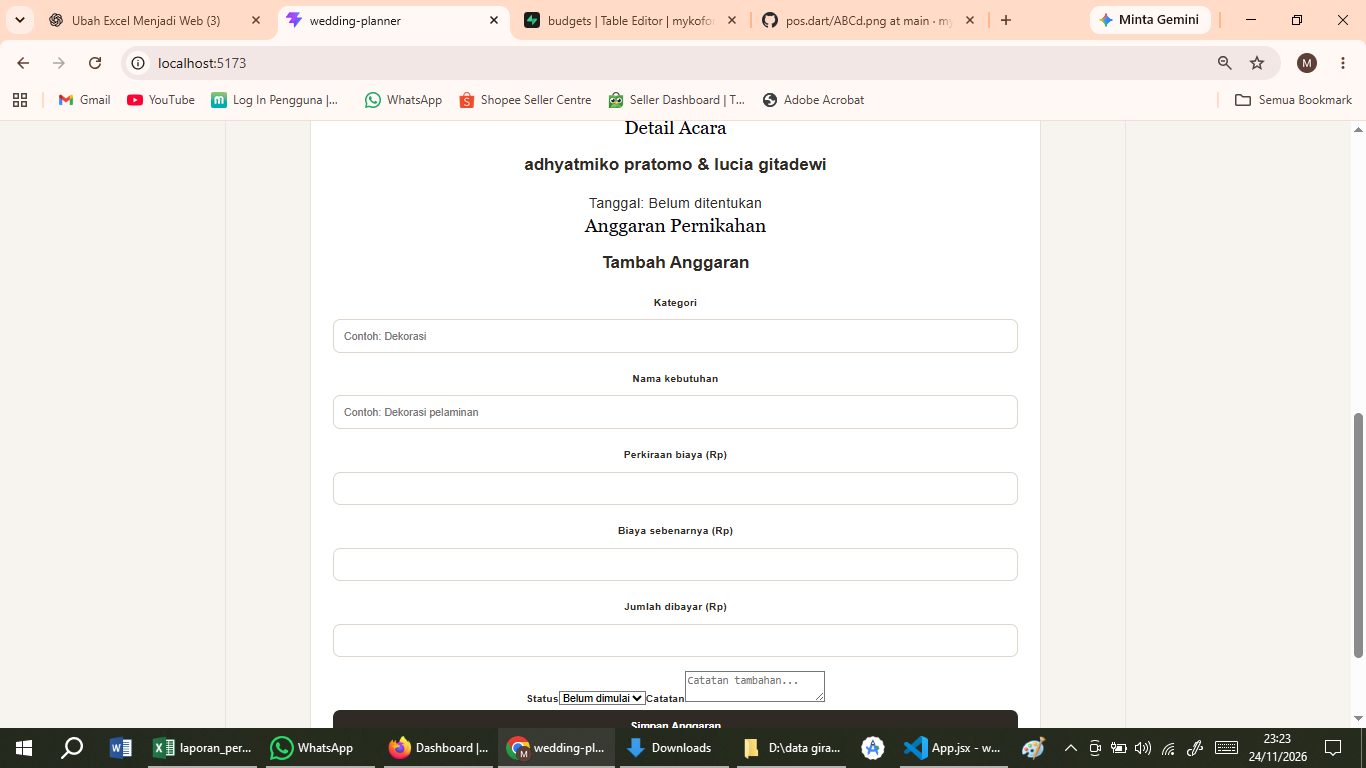 Ubah Excel Menjadi Web (3)
wedding-planner
budgets | Table Editor | mykofo
pos.dart/ABCd.png at main · my
Minta Gemini
localhost:5173
M
Gmail
YouTube
Log In Pengguna |...
WhatsApp
Shopee Seller Centre
Seller Dashboard | T...
Adobe Acrobat
Semua Bookmark
Detail Acara
adhyatmiko pratomo & lucia gitadewi
Tanggal: Belum ditentukan
Anggaran Pernikahan
Tambah Anggaran
Kategori
Contoh: Dekorasi
Nama kebutuhan
Contoh: Dekorasi pelaminan
Perkiraan biaya (Rp)
Biaya sebenarnya (Rp)
Jumlah dibayar (Rp)
Status Belum dimulai Catatan Catatan tambahan...
Simpan Anggaran
laporan_per...
WhatsApp
Dashboard |...
wedding-pl...
Downloads
D:\data gira...
App.jsx - w...
23:23
24/11/2026